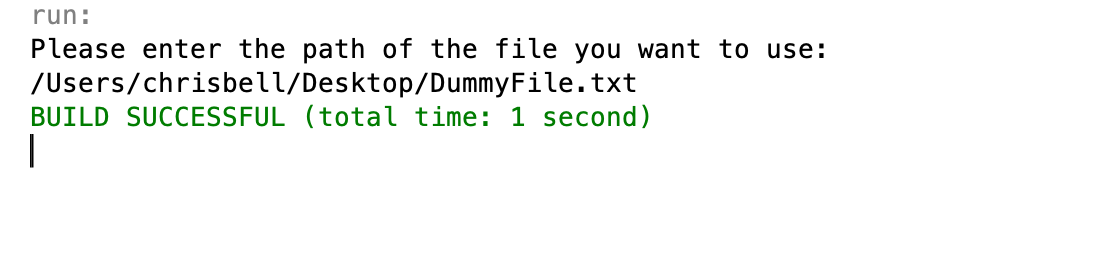 run:
Please enter the path of the file you want to use:
/Users/chrisbell/Desktop/DummyFile.txt
BUILD SUCCESSFUL (total time: 1 second)